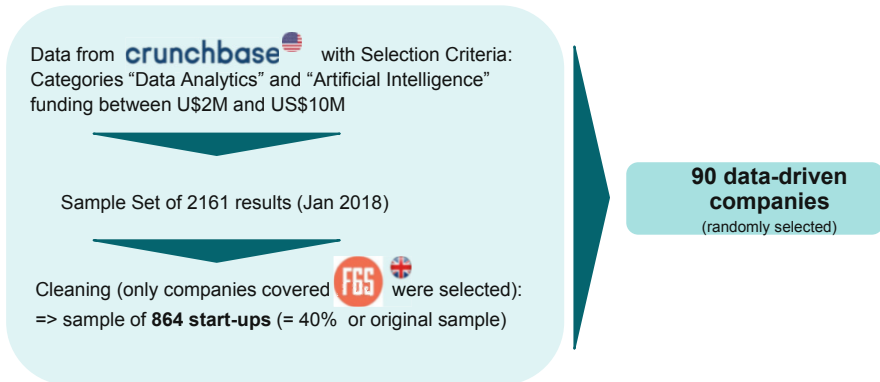 Data from crunchbase with Selection Criteria:
Categories “Data Analytics” and “Artificial Intelligence”
funding between U$2M and US$10M
Sample Set of 2161 results (Jan 2018)
Cleaning (only companies covered F6S were selected):
=> sample of 864 start-ups (= 40% or original sample)
90 data-driven
companies
(randomly selected)